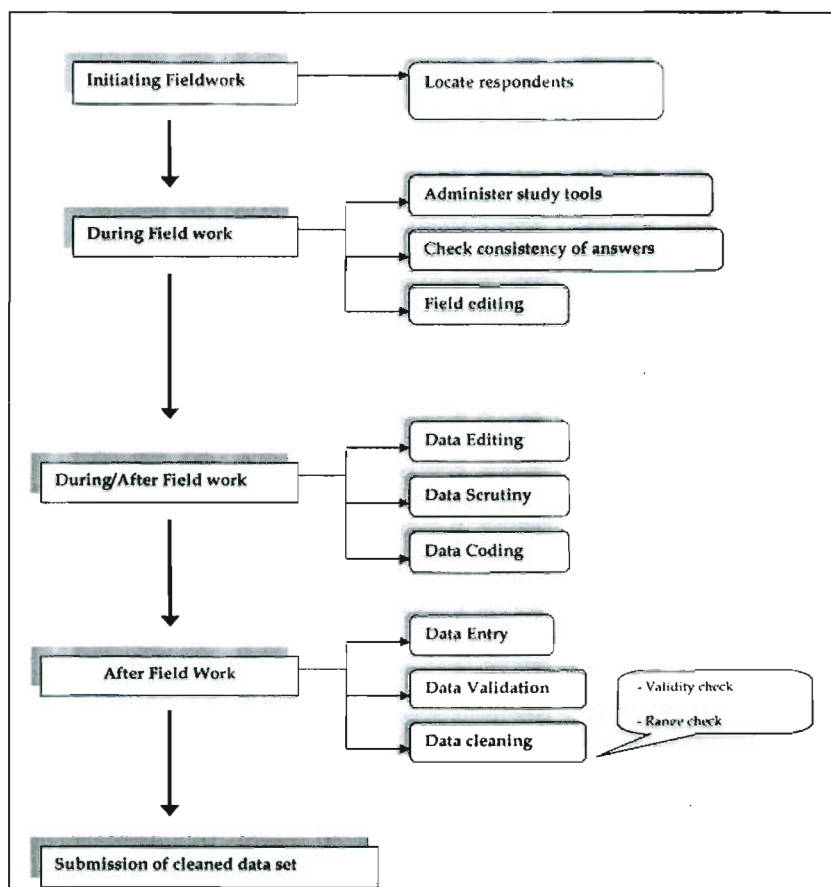 Initiating Fieldwork
Locate respondents
During Field work
Administer study tools
Check consistency of answers
Field editing
During/After Field work
Data Editing
Data Scrutiny
Data Coding
After Field Work
Data Entry
Data Validation
Data cleaning
- Validity check
- Range check
Submission of cleaned data set